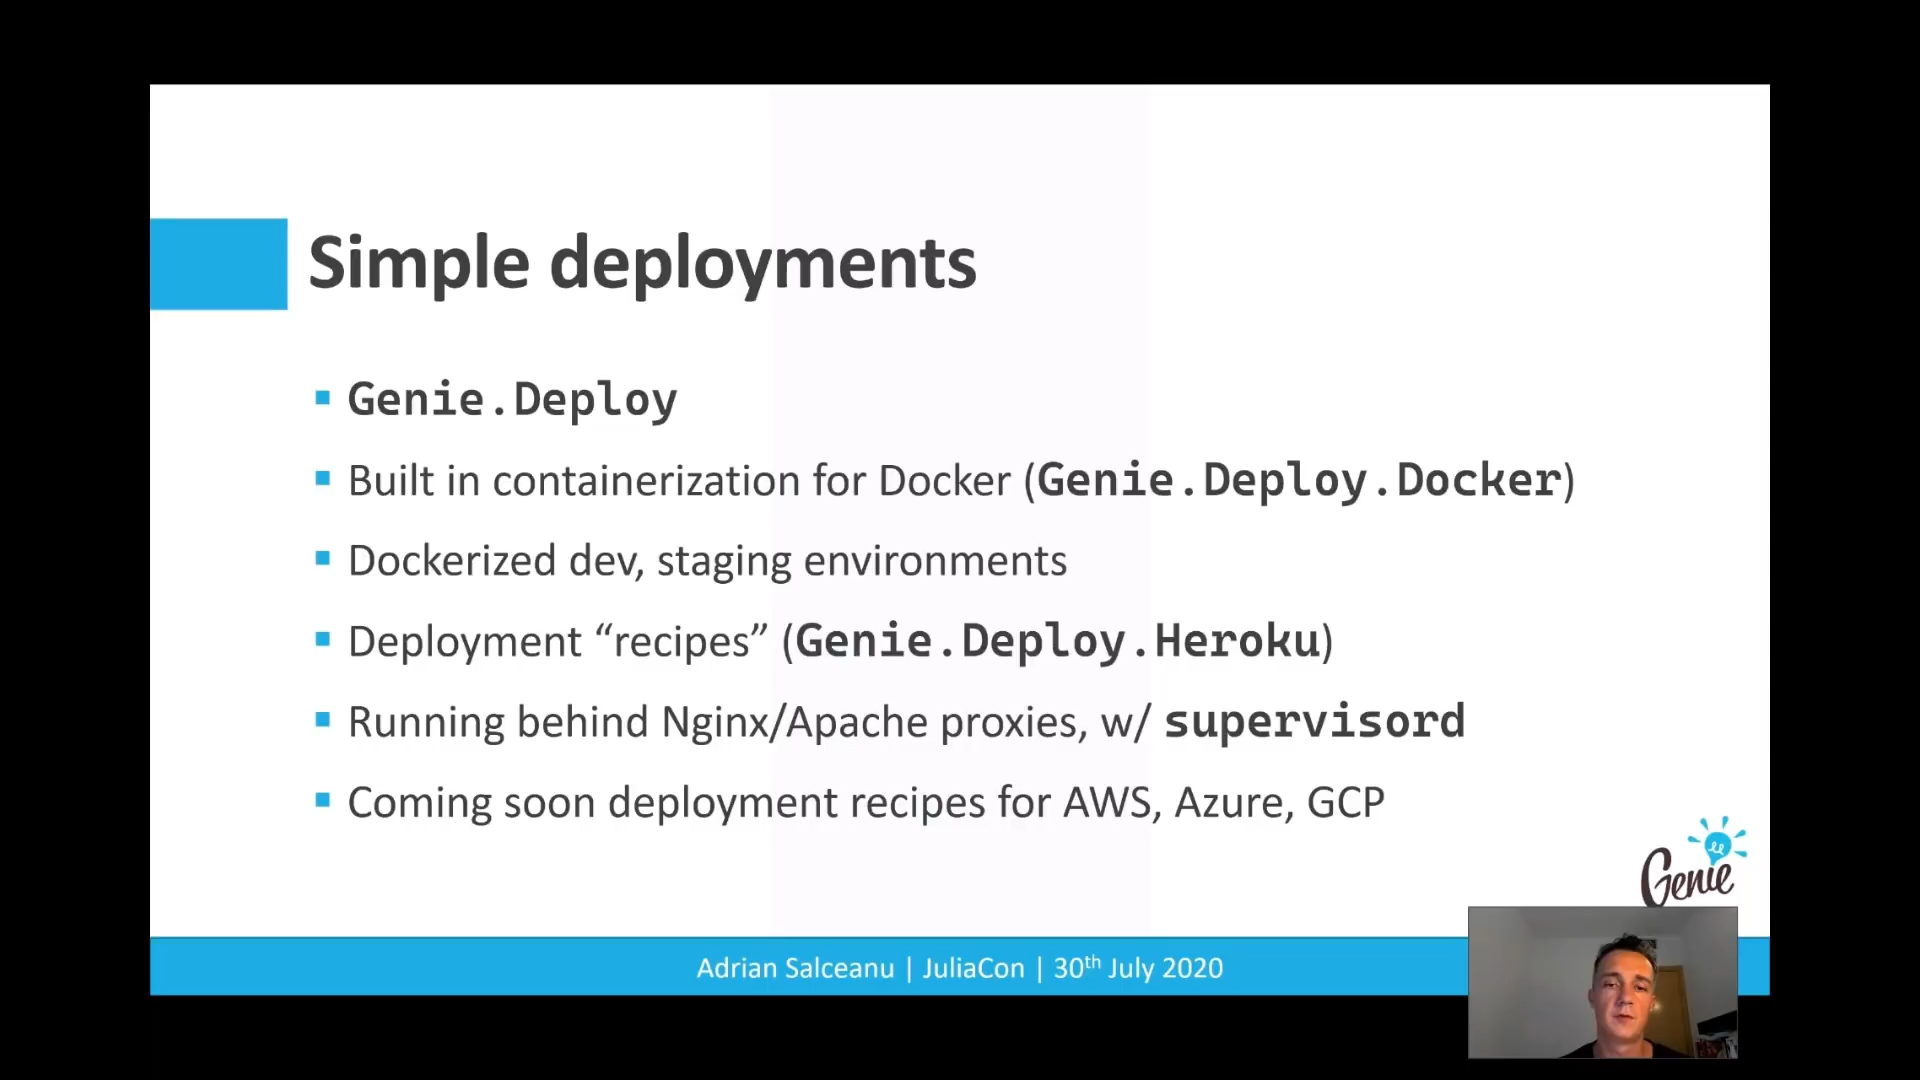 Simple deployments
Genie.Deploy
Built in containerization for Docker (Genie.Deploy.Docker)
Dockerized dev, staging environments
Deployment “recipes” (Genie.Deploy.Heroku)
Running behind Nginx/Apache proxies, w/ supervisord
Coming soon deployment recipes for AWS, Azure, GCP
Genie
Adrian Salceanu | JuliaCon | 30th July 2020